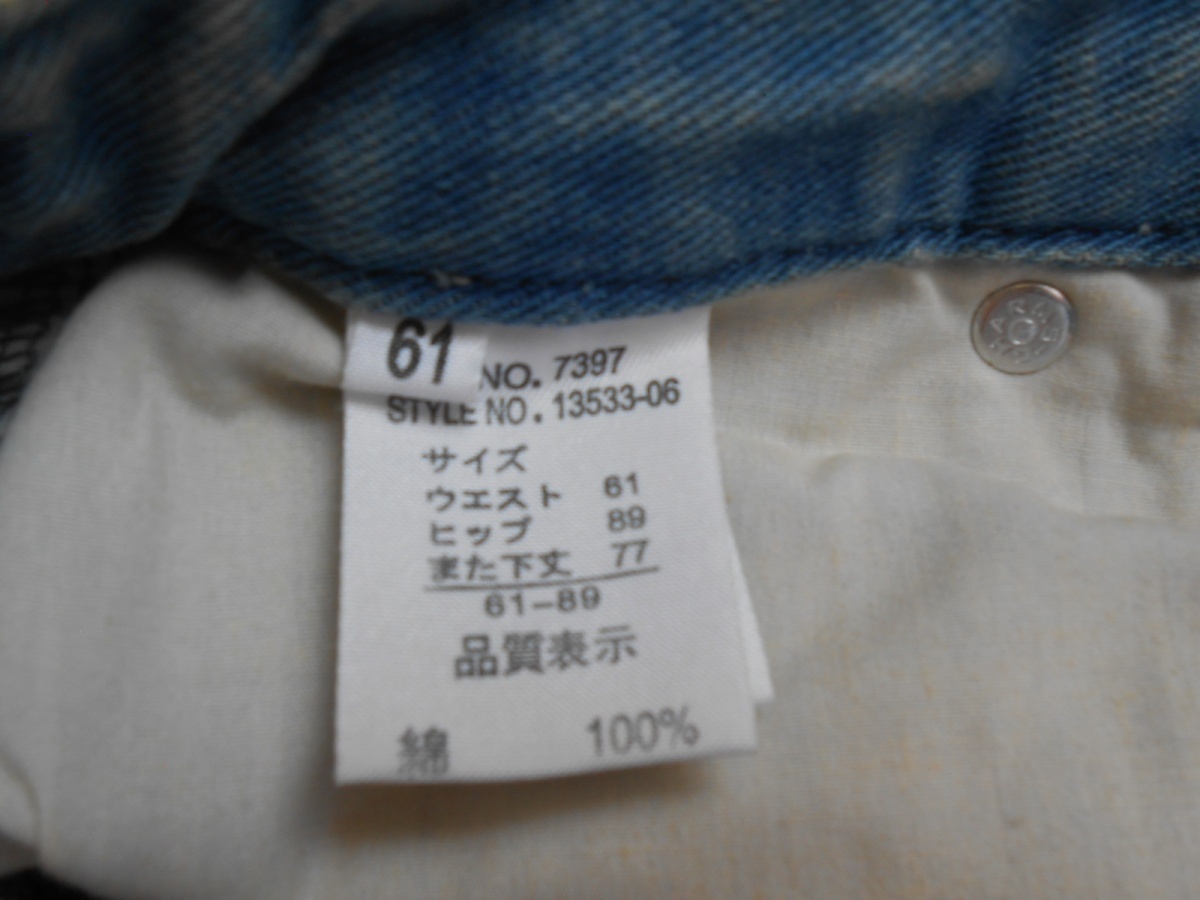 61
NO. 7397
STYLE NO. 13533-06
サイズ
ウエスト 61
ヒップ 89
また下丈 77
61-89
品質表示
綿 100%